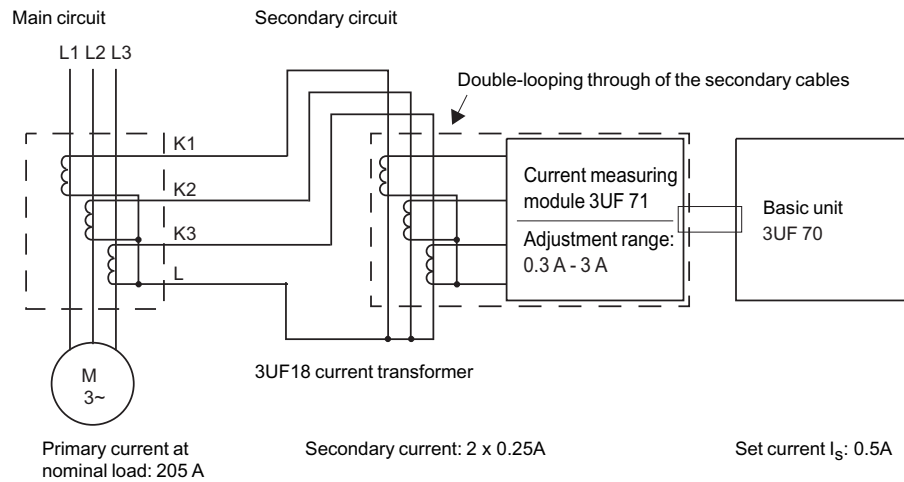 Main circuit
Secondary circuit
L1 L2 L3
Double-looping through of the secondary cables
K1
K2
K3
L
Current measuring
module 3UF 71
Adjustment range:
0.3 A - 3 A
Basic unit
3UF 70
M
3~
3UF18 current transformer
Primary current at
nominal load: 205 A
Secondary current: 2 x 0.25A
Set current Is: 0.5A